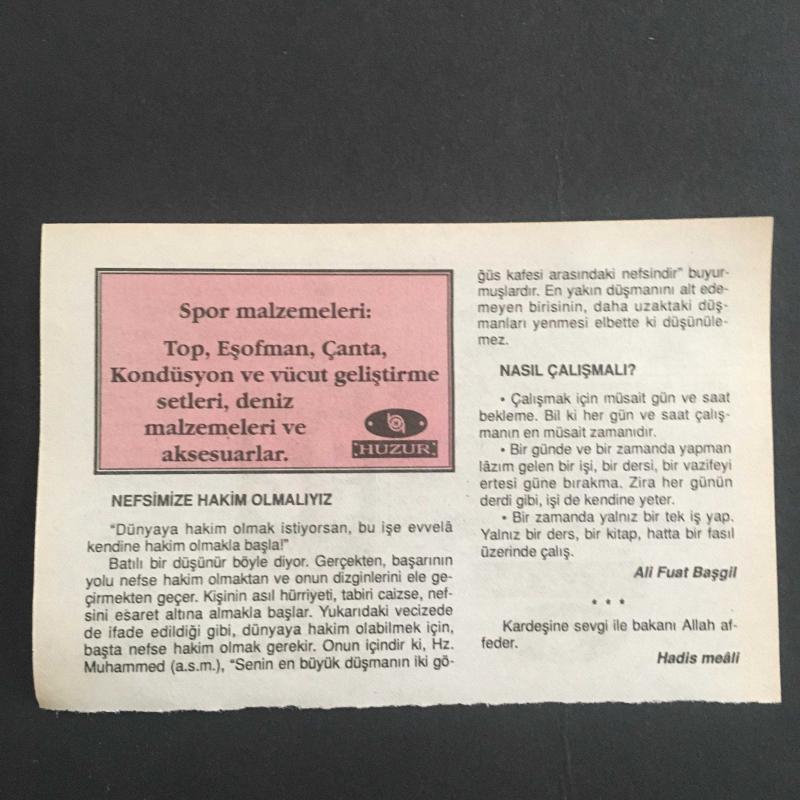 Spor malzemeleri:
Top, Eşofman, Çanta,
Kondüsyon ve vücut geliştirme
setleri, deniz
malzemeleri ve
aksesuarlar.
HUZUR
NEFSİMİZE HAKİM OLMALIYIZ
"Dünyaya hakim olmak istiyorsan, bu işe evvelâ
kendine hakim olmakla başla!"
Batılı bir düşünür böyle diyor. Gerçekten, başarının
yolu nefse hakim olmaktan ve onun dizginlerini ele ge-
çirmekten geçer. Kişinin asıl hürriyeti, tabiri caizse, nef-
sini esaret altına almakla başlar. Yukarıdaki vecizede
de ifade edildiği gibi, dünyaya hakim olabilmek için,
başta nefse hakim olmak gerekir. Onun içindir ki, Hz.
Muhammed (a.s.m.), "Senin en büyük düşmanın iki gö-
ğüs kafesi arasındaki nefsindir" buyur-
muşlardır. En yakın düşmanını alt ede-
meyen birisinin, daha uzaktaki düş-
manları yenmesi elbette ki düşünüle-
mez.
NASIL ÇALIŞMALI?
• Çalışmak için müsait gün ve saat
bekleme. Bil ki her gün ve saat çalış-
manın en müsait zamanıdır.
• Bir günde ve bir zamanda yapman
lâzım gelen bir işi, bir dersi, bir vazifeyi
ertesi güne bırakma. Zira her günün
derdi gibi, işi de kendine yeter.
• Bir zamanda yalnız bir tek iş yap.
Yalnız bir ders, bir kitap, hatta bir fasıl
üzerinde çalış.
Ali Fuat Başgil
* * *
Kardeşine sevgi ile bakanı Allah af-
feder.
Hadis meâli